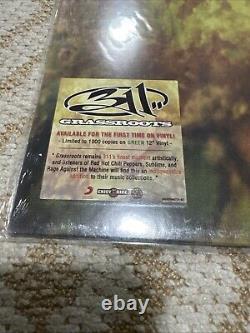 311
GRASSROOTS
AVAILABLE FOR THE FIRST TIME ON VINYL!
- Limited to 1000 copies on GREEN 12" Vinyl -
"Grassroots remains 311's finest moment artistically,
and listeners of Red Hot Chili Peppers, Sublime, and
Rage Against the Machine will find this an indispensable
addition to their music collections."